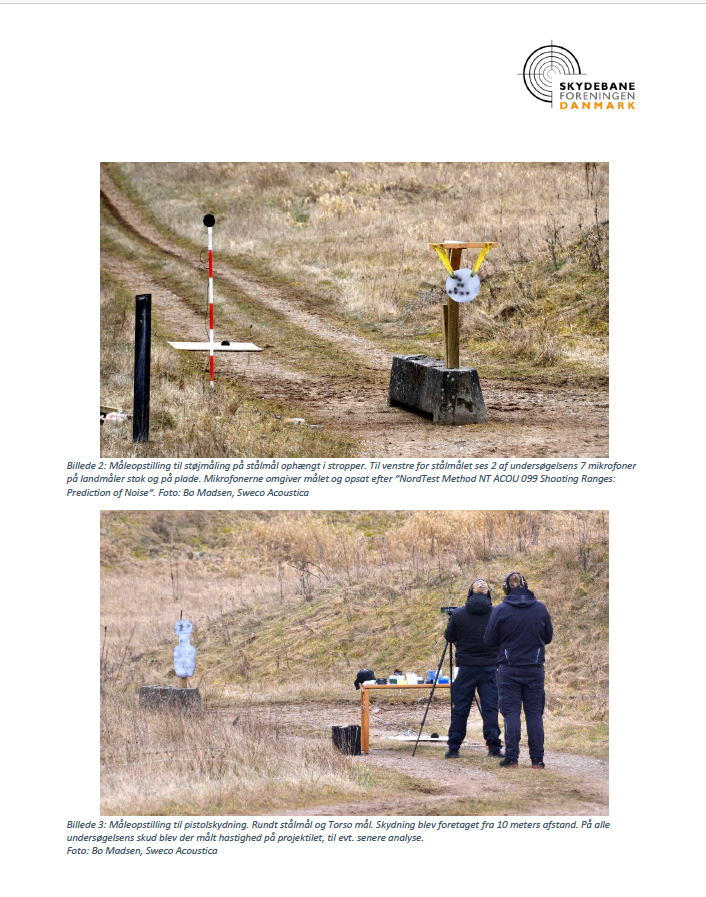 SKYDEBANE
FORENINGEN
DANMARK
Billede 2: Måleopstilling til støjmåling på stålmål ophængt i stropper. Til venstre for stålmålet ses 2 af undersøgelsens 7 mikrofoner
på landmåler stok og på plade. Mikrofonerne omgiver målet og opsat efter ”NordTest Method NT ACOU 099 Shooting Ranges:
Prediction of Noise”. Foto: Bo Madsen, Sweco Acoustica
Billede 3: Måleopstilling til pistolskydning. Rundt stålmål og Torso mål. Skydning blev foretaget fra 10 meters afstand. På alle
undersøgelsens skud blev der målt hastighed på projektilet, til evt. senere analyse.
Foto: Bo Madsen, Sweco Acoustica